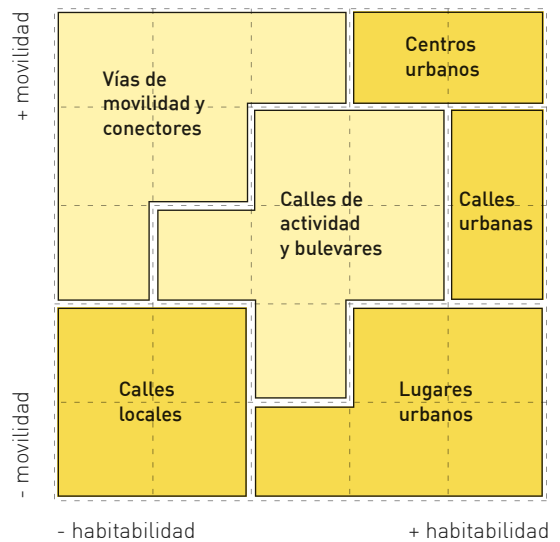 + movilidad
Vías de
movilidad y
conectores
Centros
urbanos
Calles de
actividad
y bulevares
Calles
urbanas
Calles
locales
Lugares
urbanos
- movilidad
- habitabilidad
+ habitabilidad